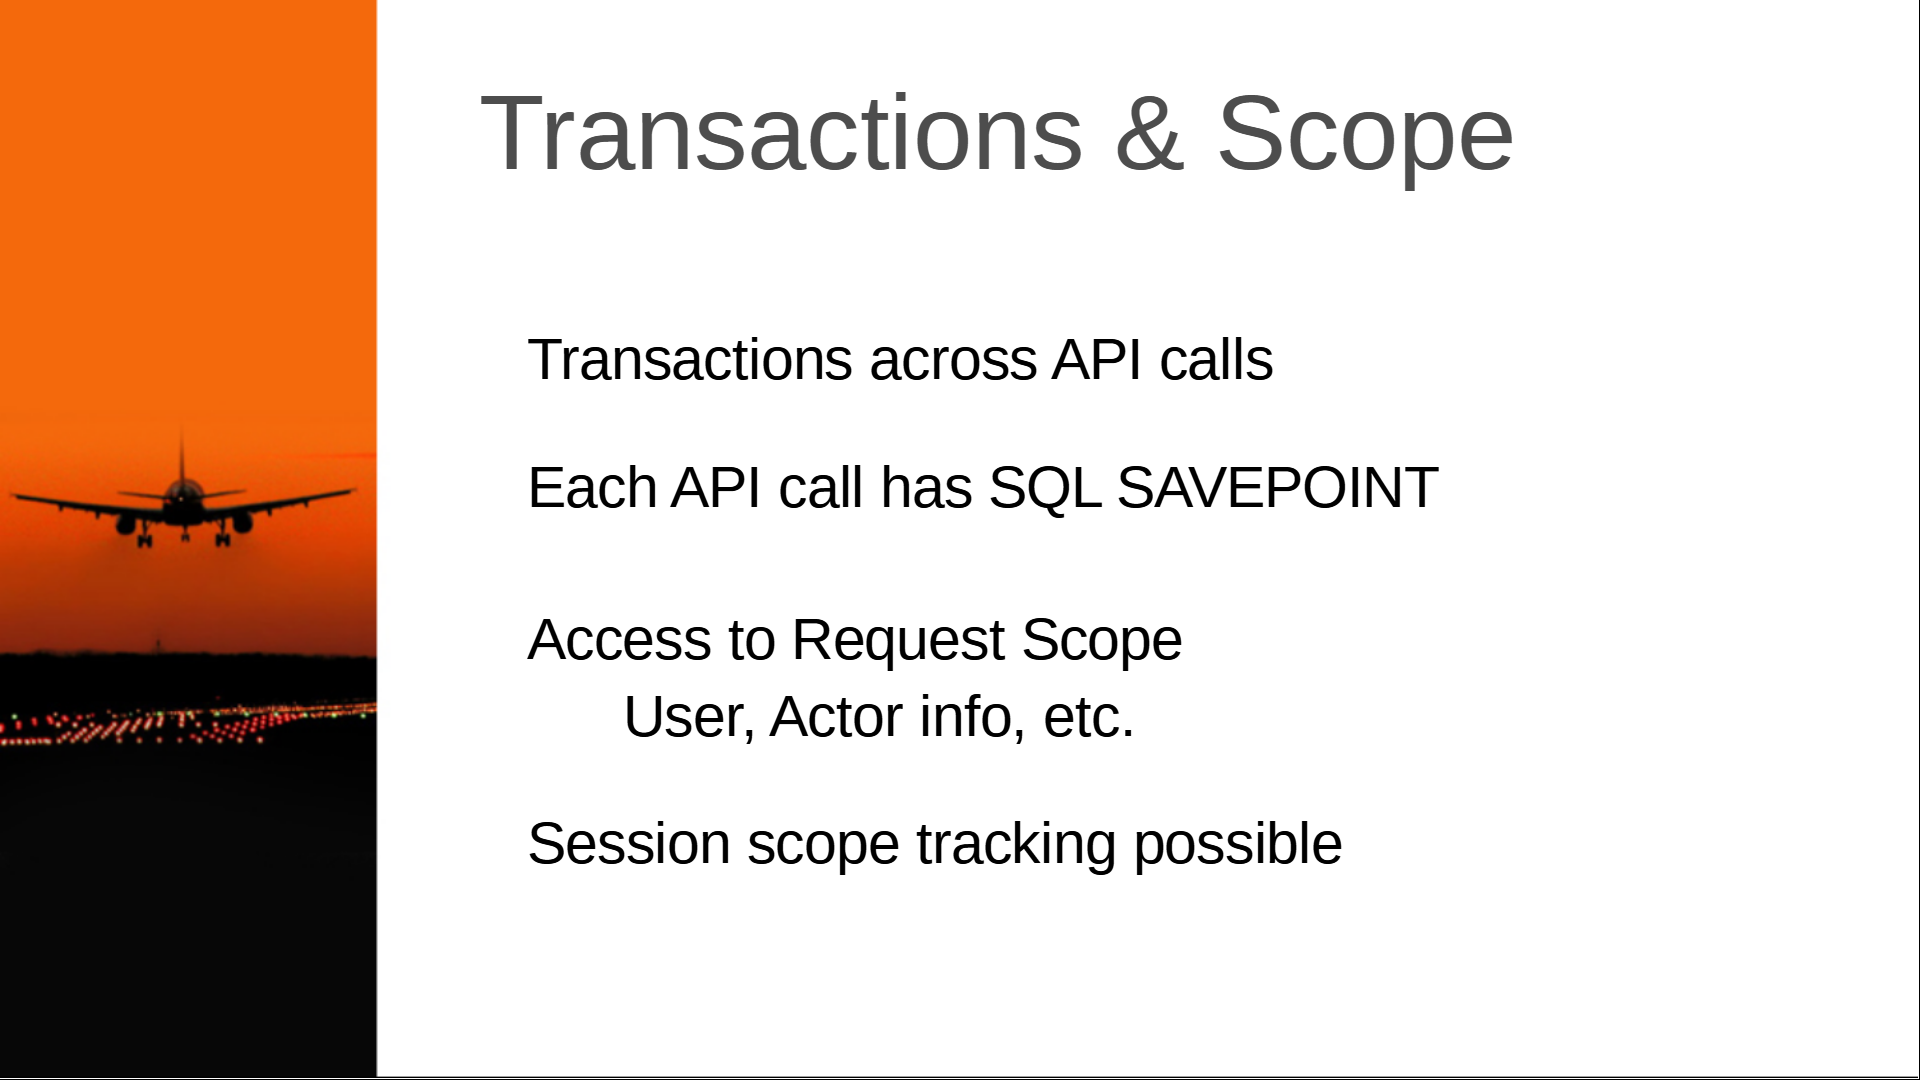 Transactions & Scope
Transactions across API calls
Each API call has SQL SAVEPOINT
Access to Request Scope
User, Actor info, etc.
Session scope tracking possible